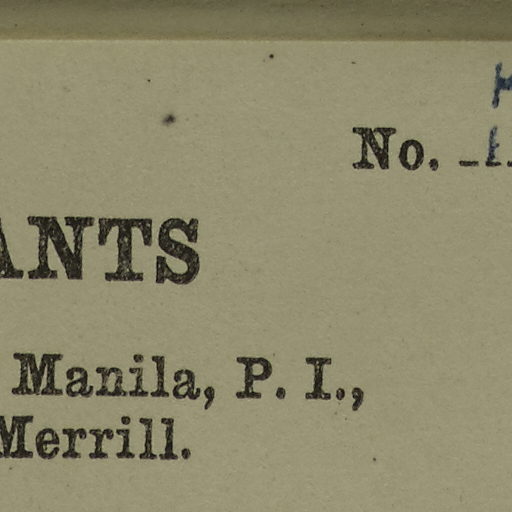 No.
ANTS
Manila, P. I.,
Merrill.